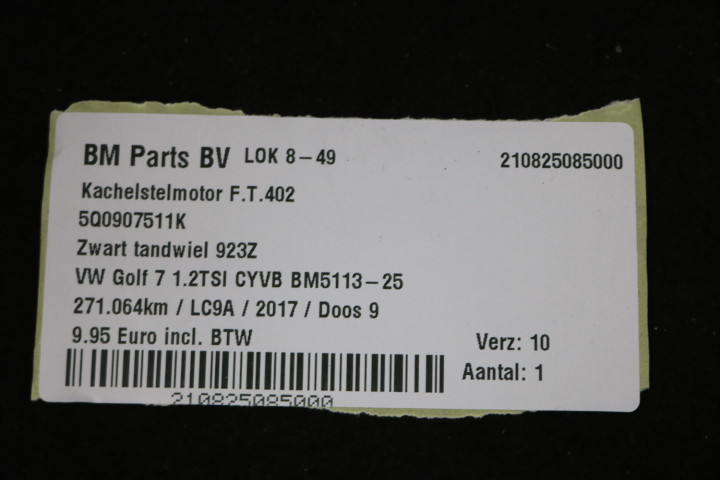 BM Parts BV LOK 8-49 210825085000
Kachelstelmotor F.T.402
5Q0907511K
Zwart tandwiel 923Z
VW Golf 7 1.2TSI CYVB BM5113-25
271.064km / LC9A / 2017 / Doos 9
9.95 Euro incl. BTW Verz: 10
Aantal: 1
210825085000